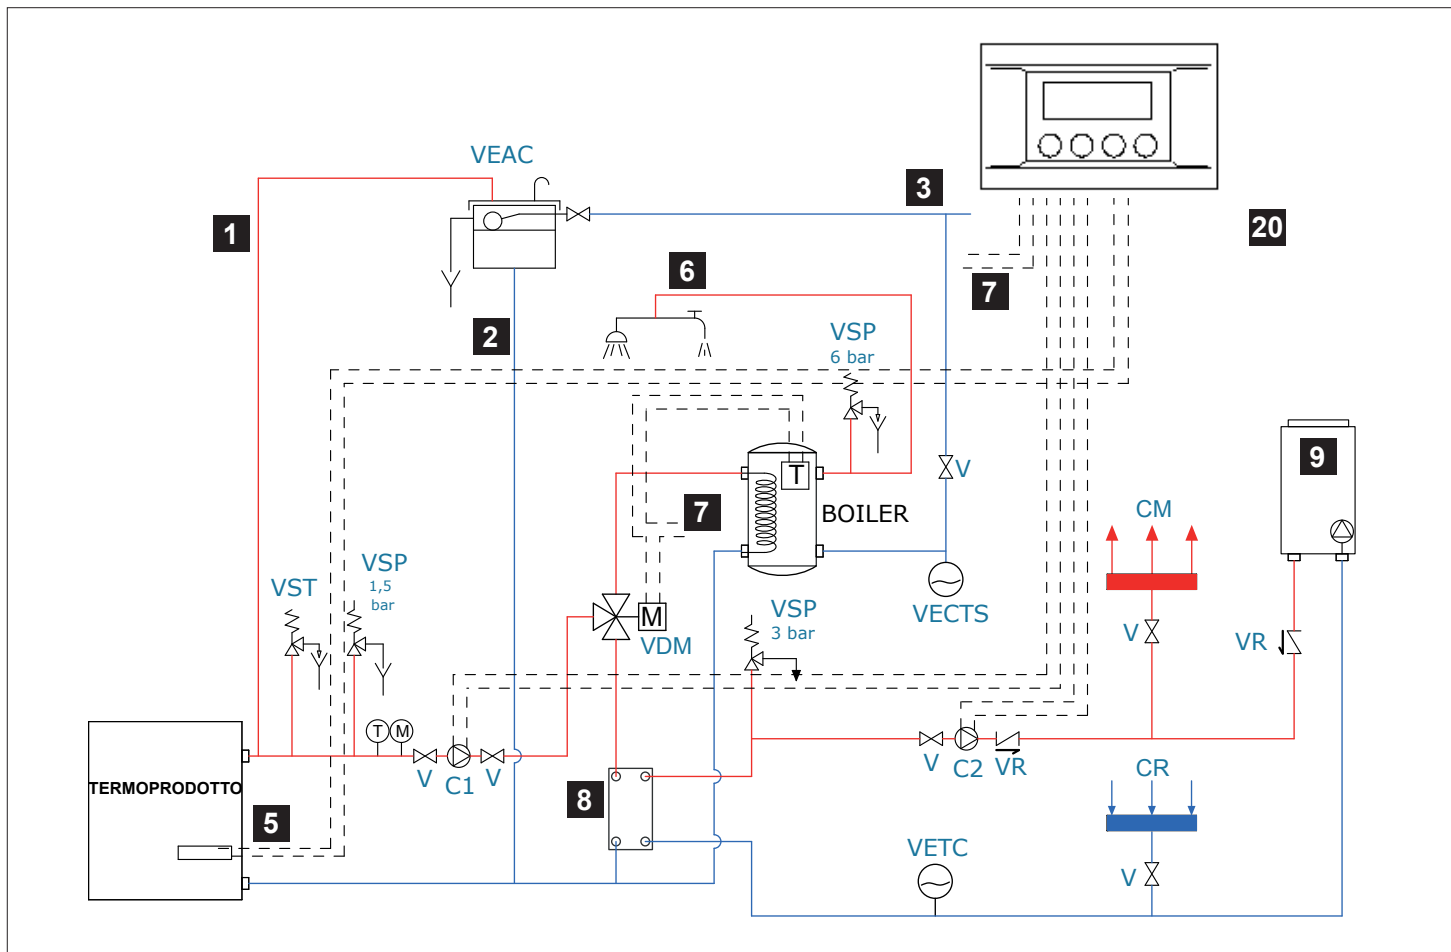 VEAC
3
1
20
6
7
2
VSP
6 bar
9
T
V
7
BOILER
CM
VST
VSP
1,5
bar
VSP
3 bar
VECTS
M
VDM
V
VR
T
M
TERMOPRODOTTO
V
C1
V
V
C2
VR
CR
8
5
VETC
V